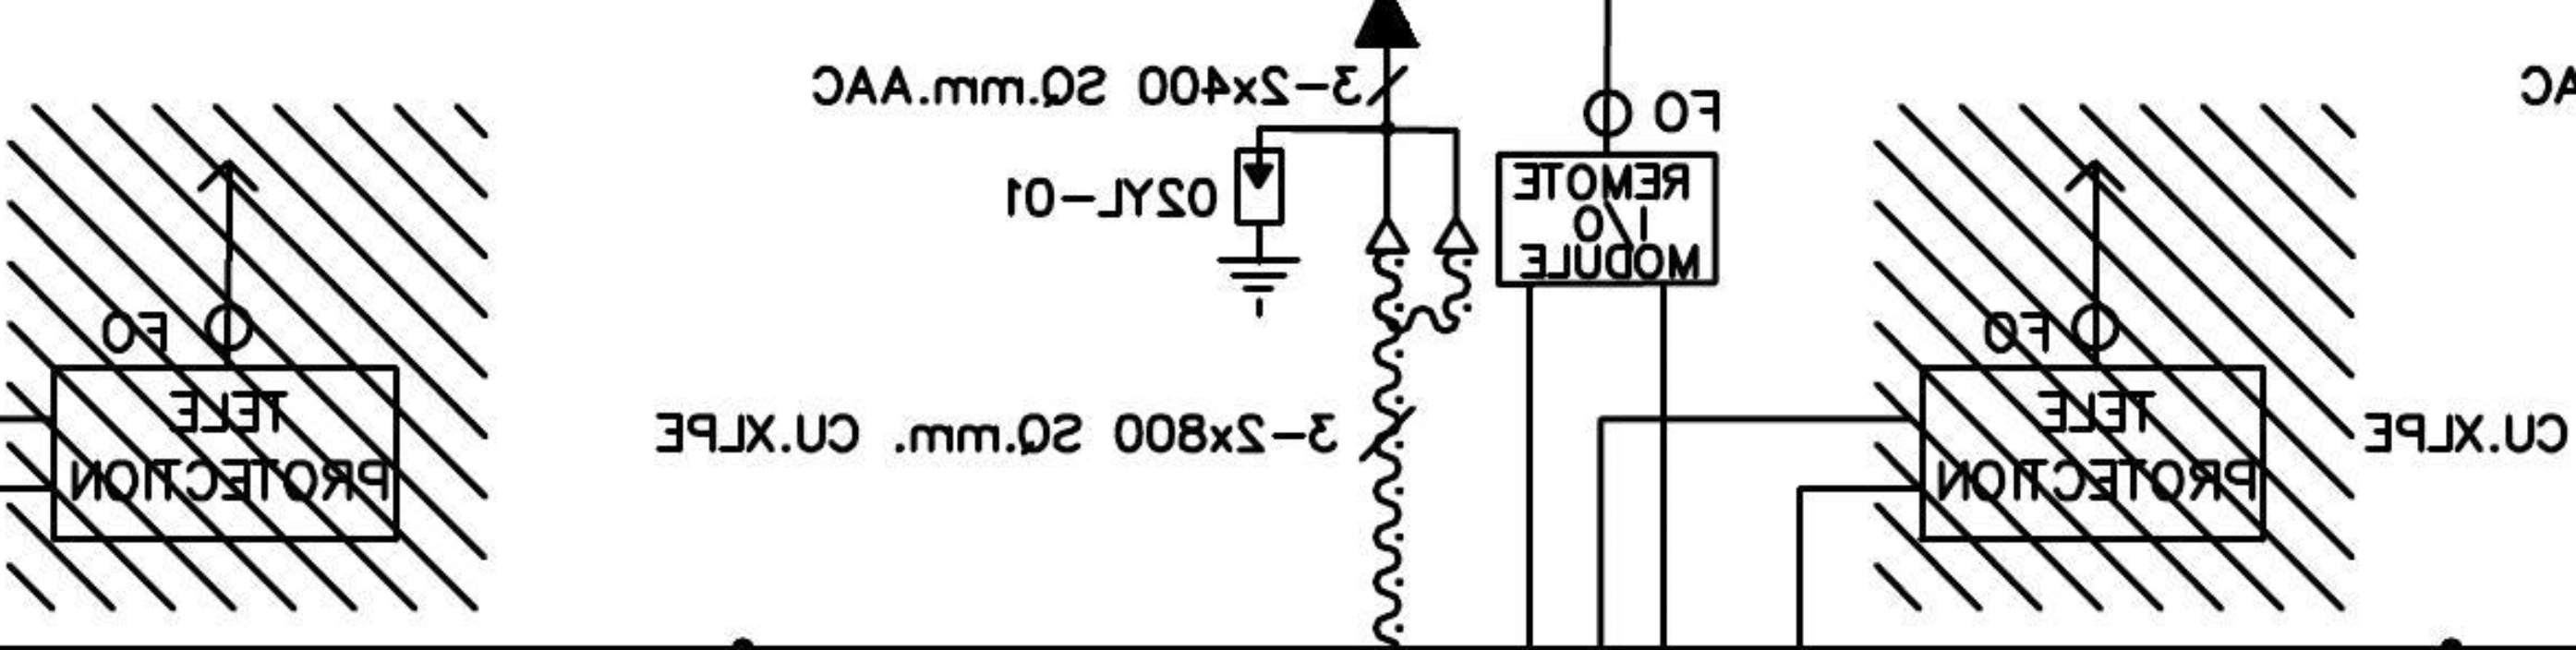 CAA
3-2x400 SQ.mm.AAC
FO
REMOTE
I/O
MODULE
02YL-01
FO
FO
TELE
PROTECTION
3-2x800 SQ.mm. CU.XLPE
TELE
PROTECTION
CU.XLPE